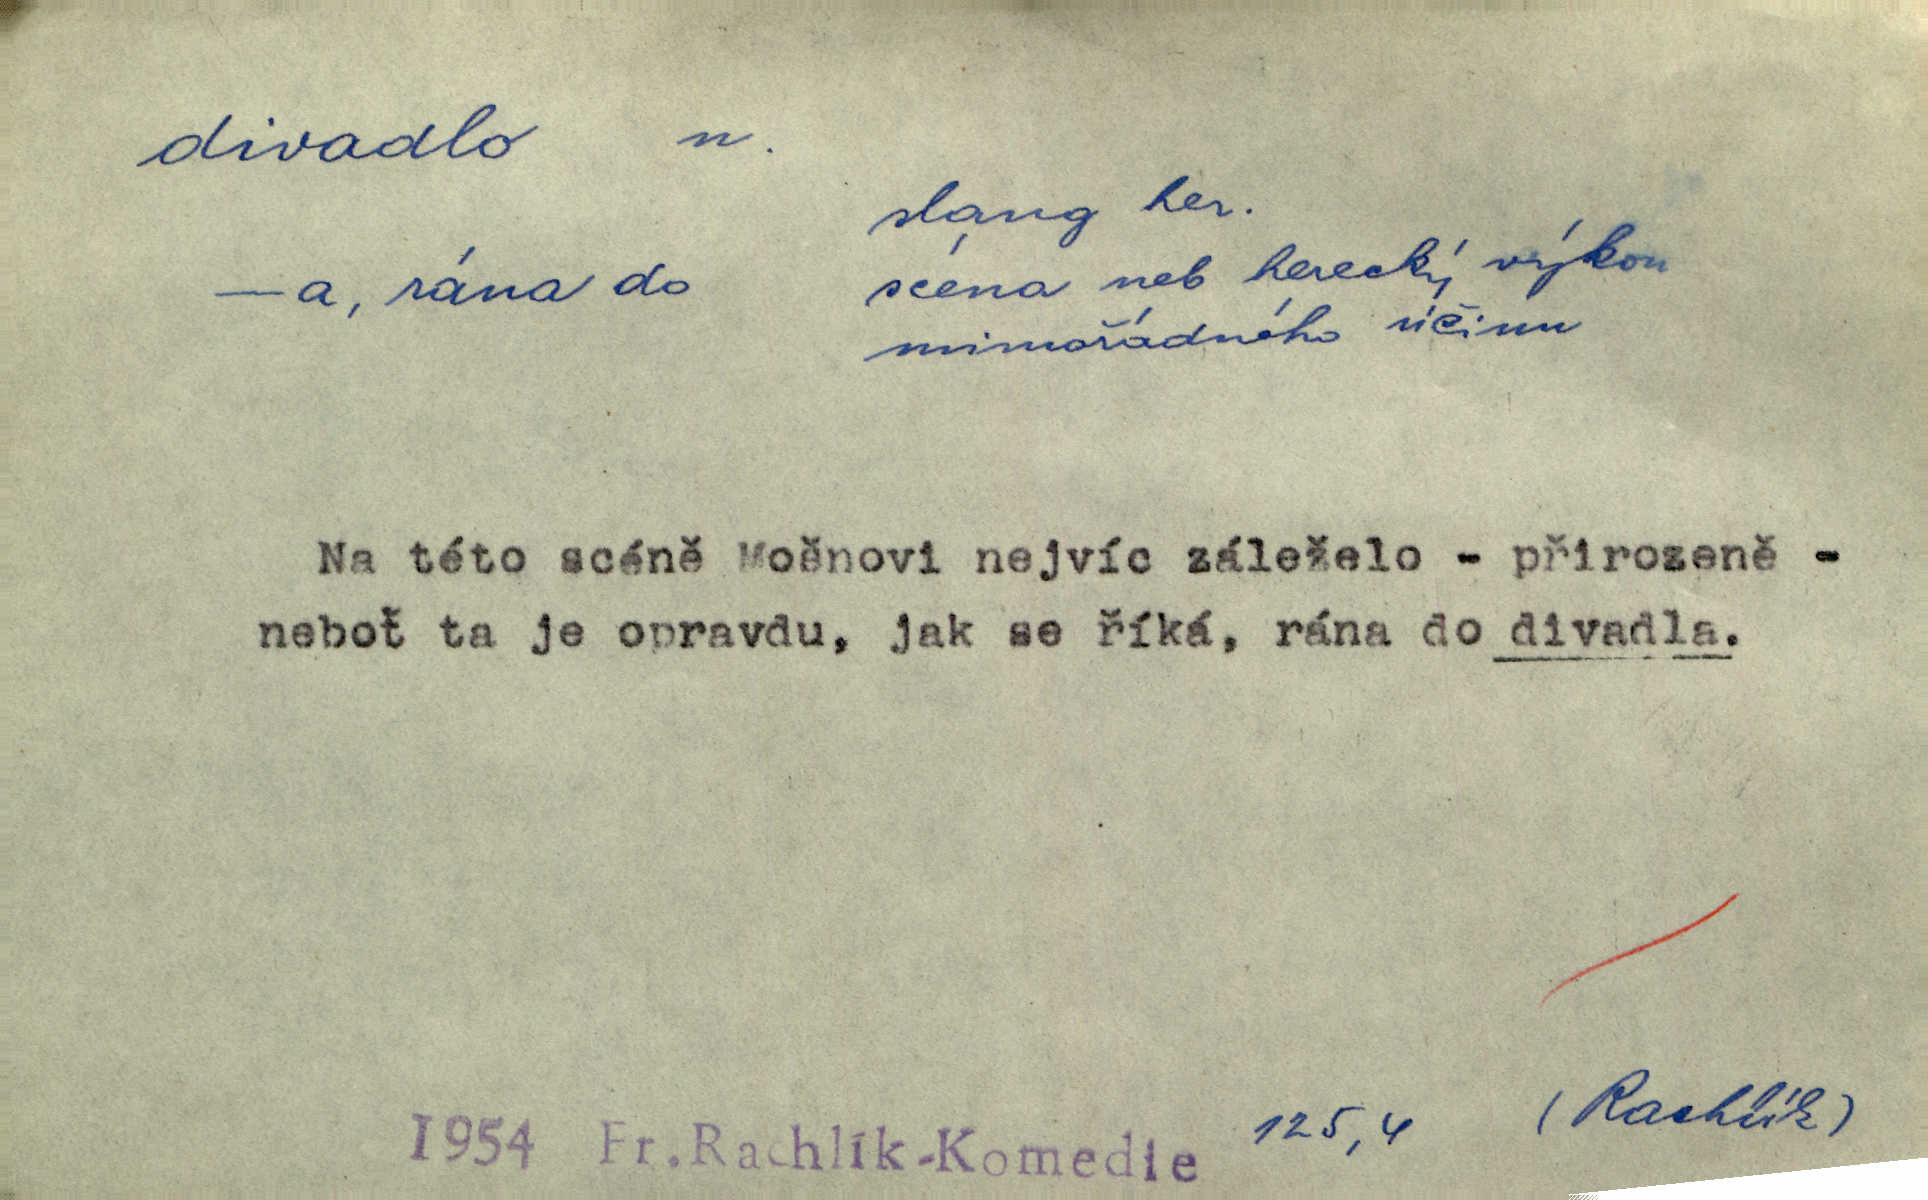 divadlo n.
slang her.
—a, rána do scéna neb herecký výkon
mimořádného účinu
Na této scéně Mošnovi nejvíc záleželo - přirozeně -
neboť ta je opravdu, jak se říká, rána do divadla.
1954 Fr.Rachlík-Komedie 125,4 (Rachlík)